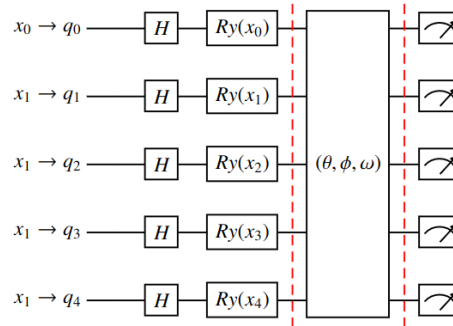 x₀ → q₀ H Ry(x₀)
x₁ → q₁ H Ry(x₁)
x₁ → q₂ H Ry(x₂) (θ, ϕ, ω)
x₁ → q₃ H Ry(x₃)
x₁ → q₄ H Ry(x₄)